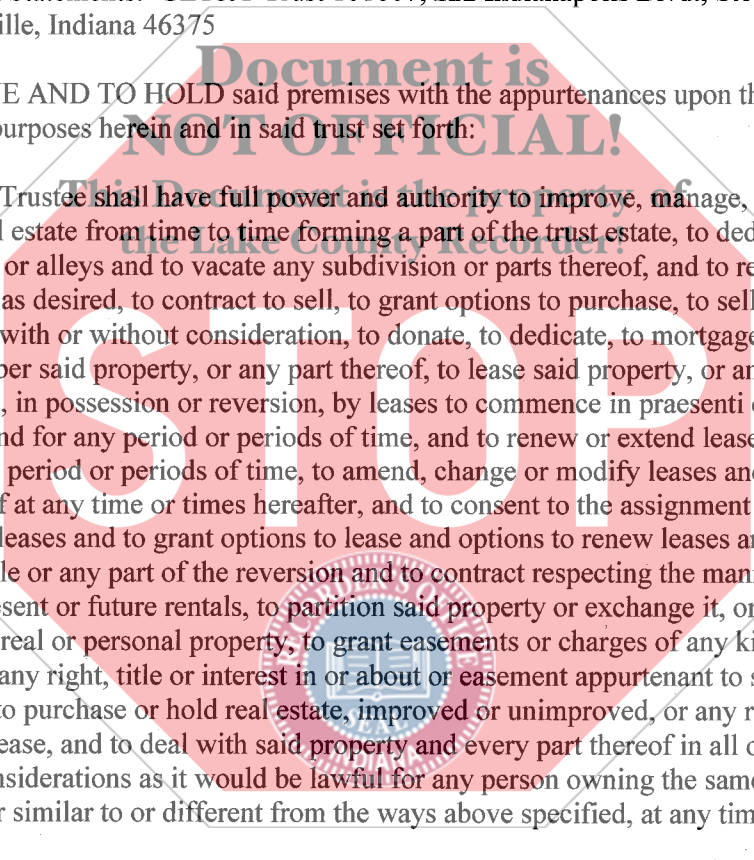 ille, Indiana 46375
Document is
E AND TO HOLD said premises with the appurtenances upon th
NOT OFFICIAL!
urposes herein and in said trust set forth:
This Document is the property of
Trustee shall have full power and authority to improve, manage,
the Lake County Recorder!
l estate from time to time forming a part of the trust estate, to ded
or alleys and to vacate any subdivision or parts thereof, and to re
as desired, to contract to sell, to grant options to purchase, to sell
with or without consideration, to donate, to dedicate, to mortgage
ber said property, or any part thereof, to lease said property, or an
STOP
, in possession or reversion, by leases to commence in praesenti
nd for any period or periods of time, and to renew or extend lease
period or periods of time, to amend, change or modify leases and
f at any time or times hereafter, and to consent to the assignment
leases and to grant options to lease and options to renew leases a
le or any part of the reversion and to contract respecting the man
sent or future rentals, to partition said property or exchange it, or
real or personal property, to grant easements or charges of any ki
any right, title or interest in or about or easement appurtenant to s
SEAL
INDIANA
to purchase or hold real estate, improved or unimproved, or any r
ease, and to deal with said property and every part thereof in all o
nsiderations as it would be lawful for any person owning the same
r similar to or different from the ways above specified, at any tim